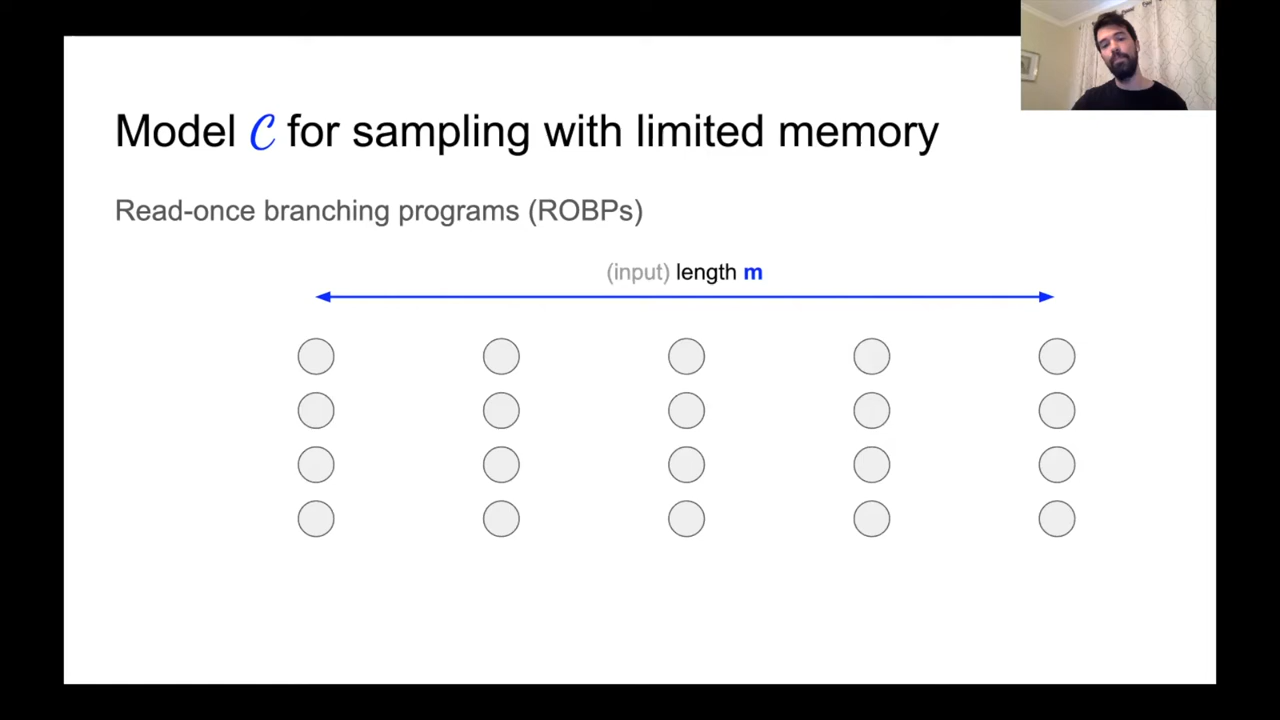 Model 𝒞 for sampling with limited memory
Read-once branching programs (ROBPs)
(input) length m